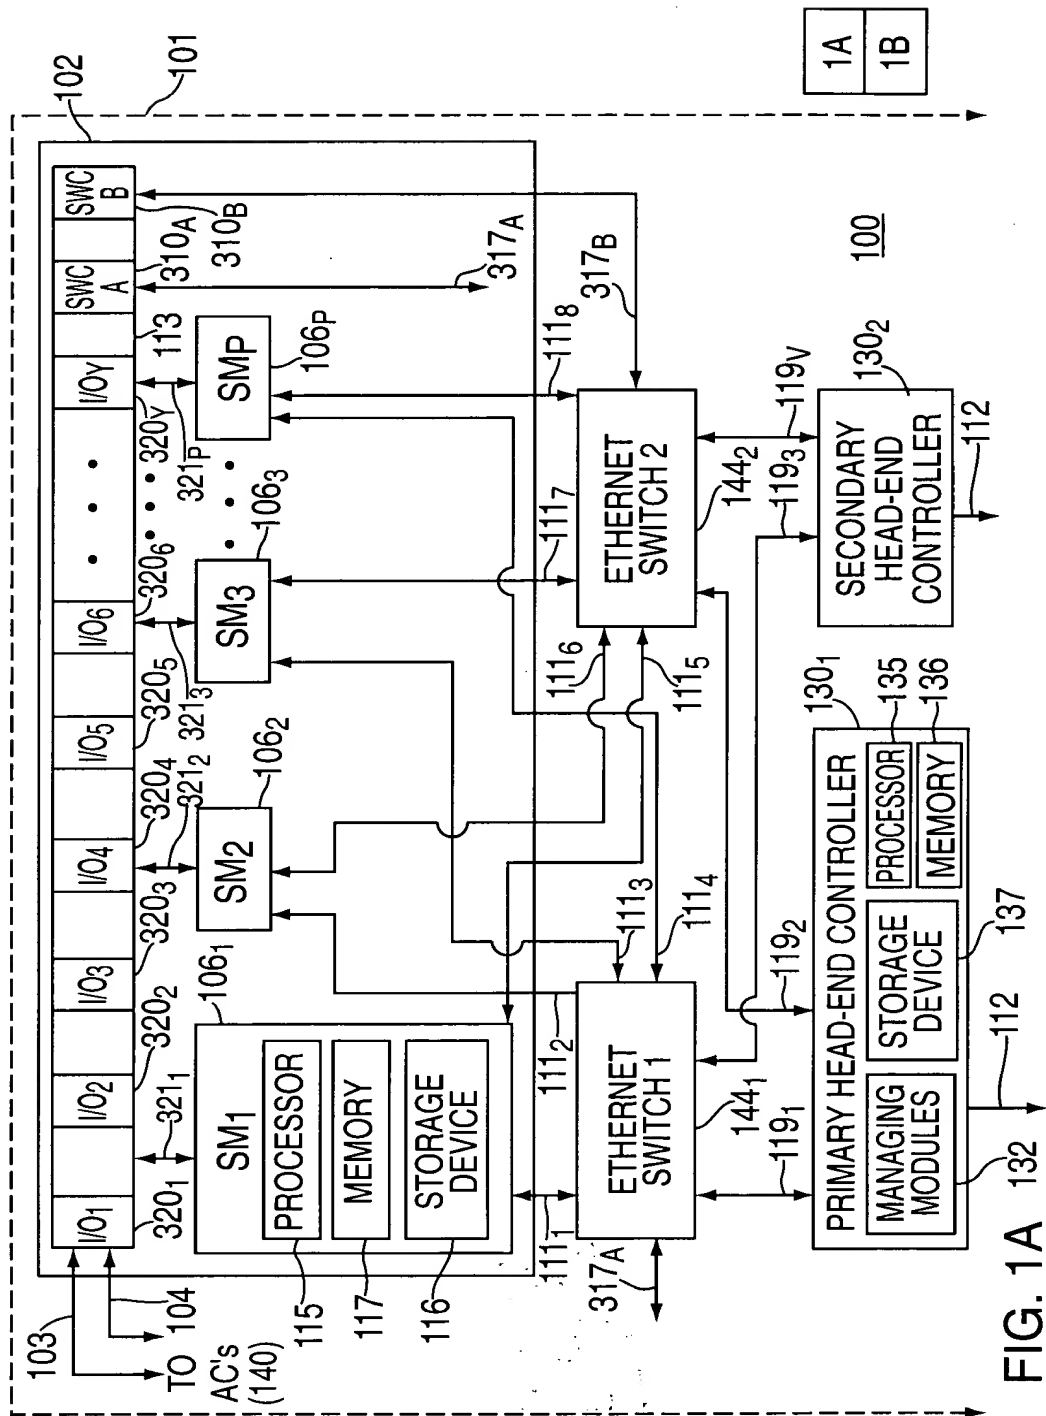 102
101
I/O1
I/O2
I/O3
I/O4
I/O5
I/O6
I/OY
SWC
A
SWC
B
320₁
320₂
320₃
320₄
320₅
320₆
320Y
113
310A
310B
103
104
TO
AC's
(140)
321₁
321₂
321₃
321P
317A
106₁
106₂
106₃
106P
SM1
PROCESSOR
MEMORY
STORAGE
DEVICE
SM2
SM3
SMP
115
117
116
111₁
111₂
111₃
111₄
111₅
111₆
111₇
111₈
317A
317B
ETHERNET
SWITCH 1
ETHERNET
SWITCH 2
144₁
144₂
119₁
119₂
119₃
119V
100
PRIMARY HEAD-END CONTROLLER
130₁
MANAGING
MODULES
STORAGE
DEVICE
PROCESSOR
MEMORY
135
136
132
137
112
SECONDARY
HEAD-END
CONTROLLER
130₂
112
1A
1B
FIG. 1A